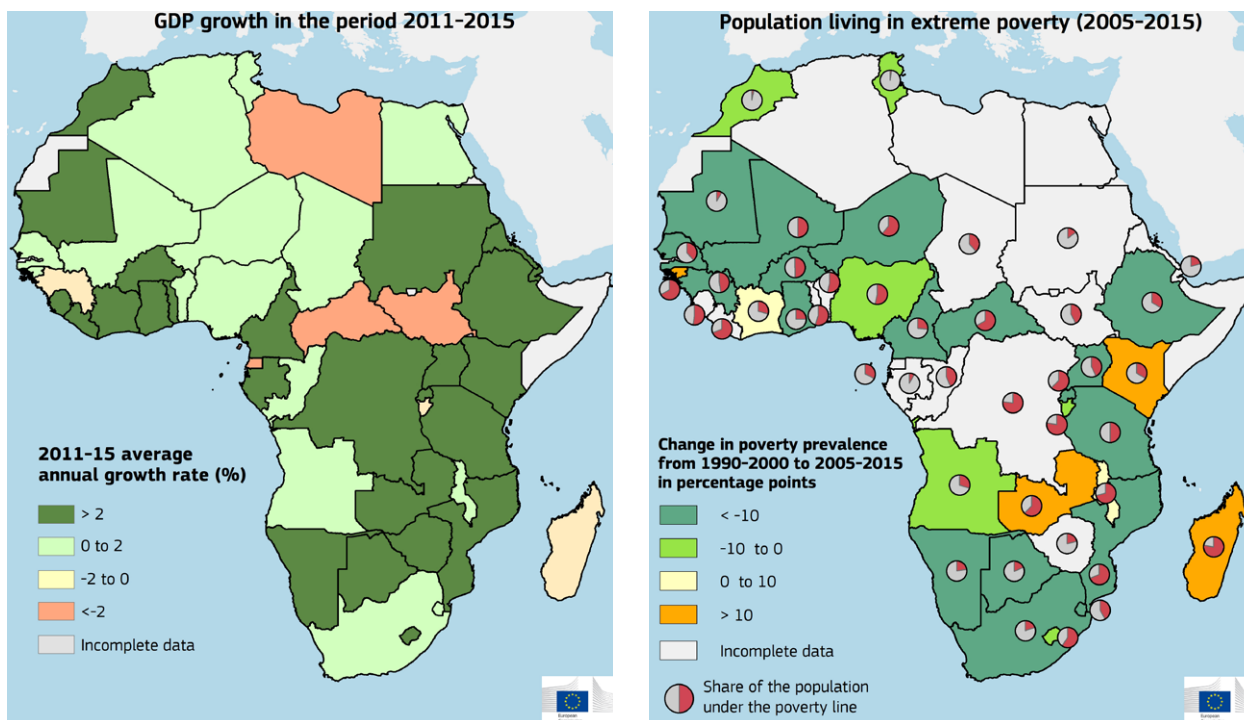 GDP growth in the period 2011-2015
2011-15 average
annual growth rate (%)
> 2
0 to 2
-2 to 0
<-2
Incomplete data
European
Population living in extreme poverty (2005-2015)
Change in poverty prevalence
from 1990-2000 to 2005-2015
in percentage points
< -10
-10 to 0
0 to 10
> 10
Incomplete data
Share of the population
under the poverty line
European